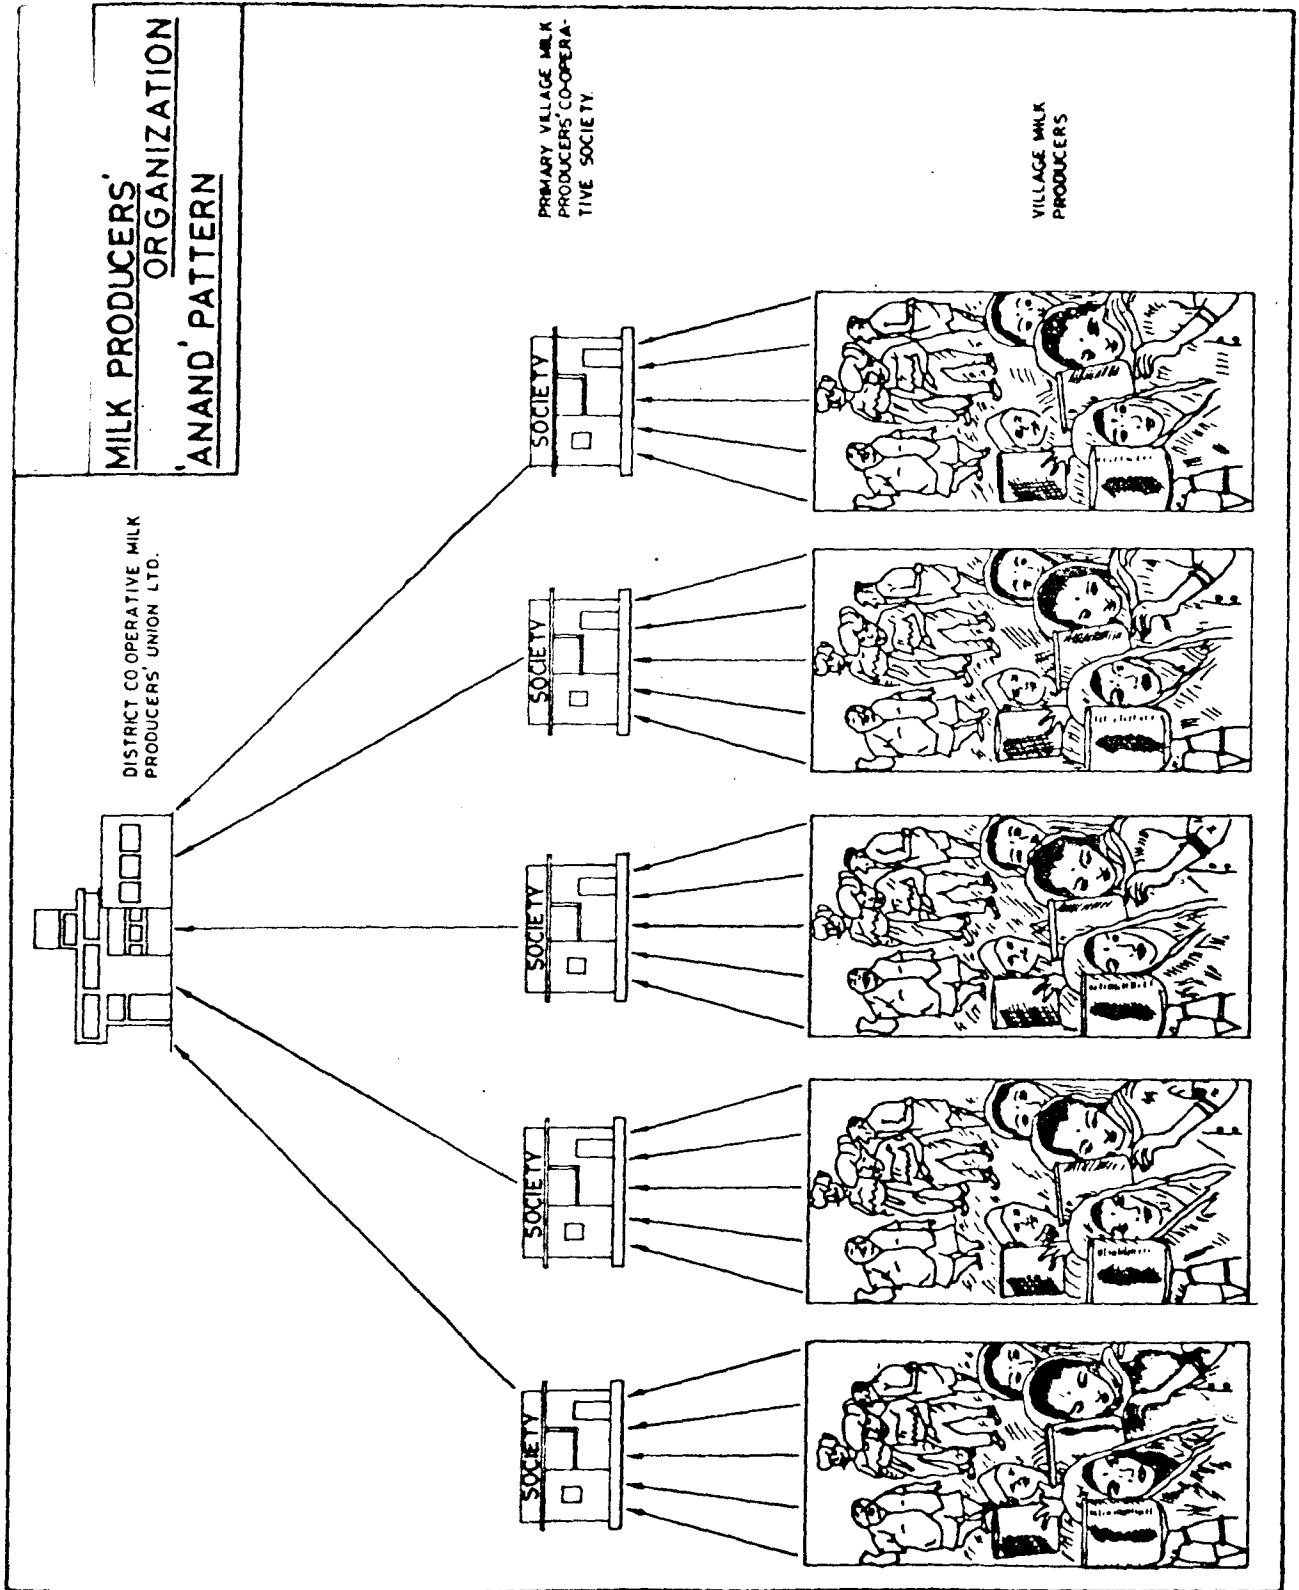 MILK PRODUCERS'
ORGANIZATION
'ANAND' PATTERN
DISTRICT CO OPERATIVE MILK
PRODUCERS' UNION LTD.
PRIMARY VILLAGE MILK
PRODUCERS' CO-OPERA-
TIVE SOCIETY.
SOCIETY
SOCIETY
SOCIETY
SOCIETY
SOCIETY
VILLAGE MILK
PRODUCERS